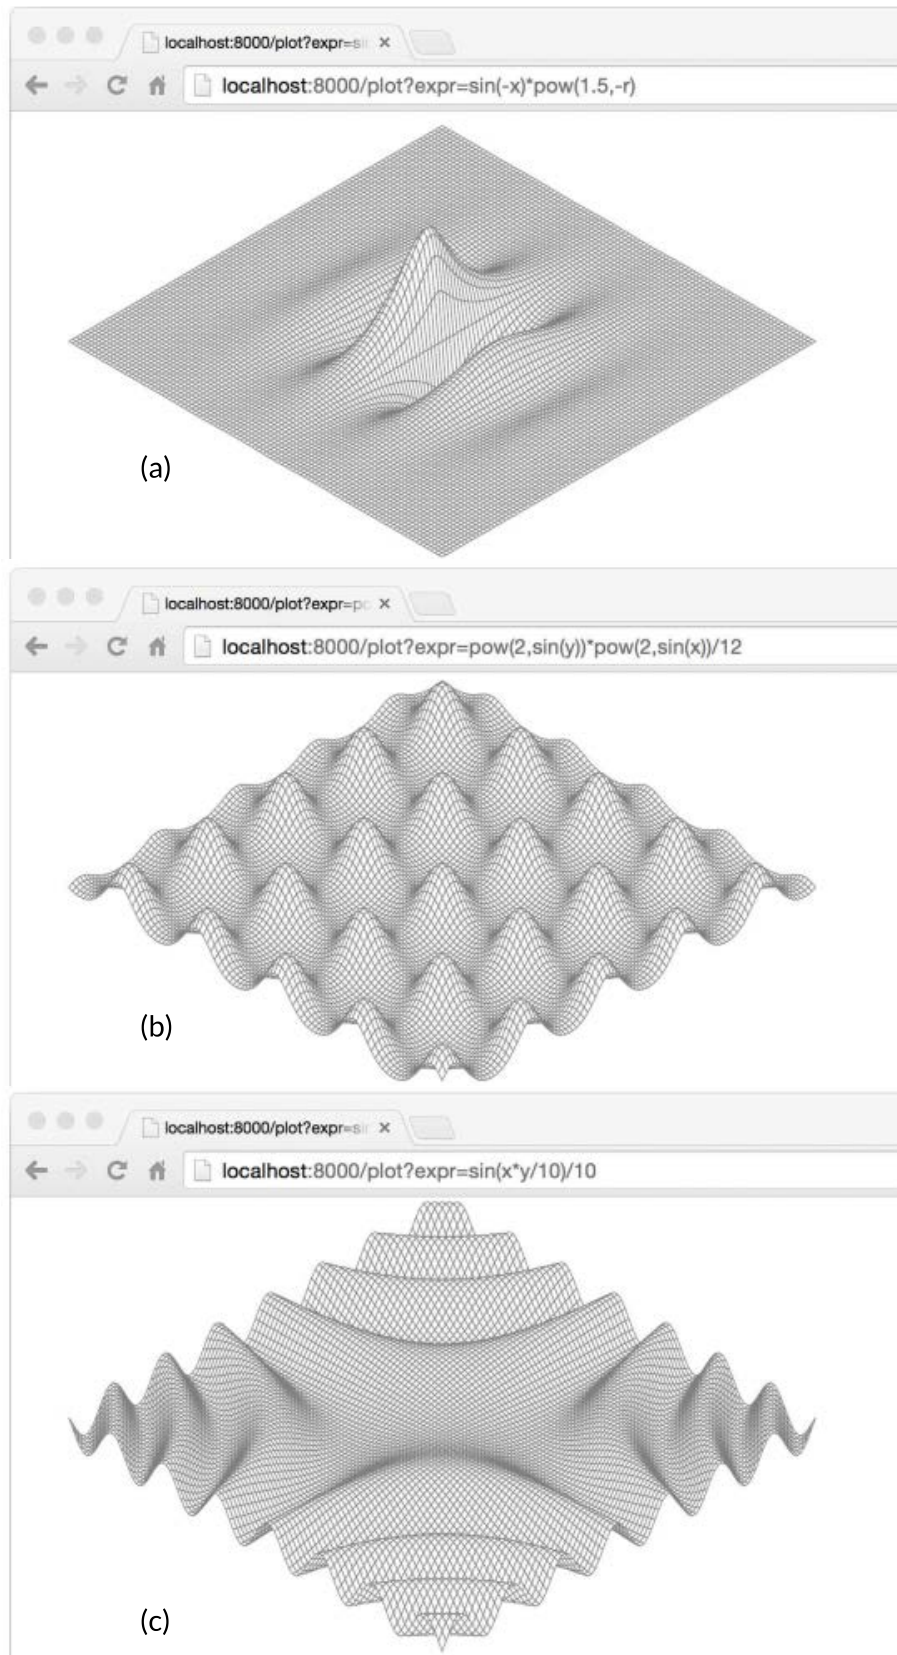 localhost:8000/plot?expr=si
localhost:8000/plot?expr=sin(-x)*pow(1.5,-r)
(a)
localhost:8000/plot?expr=po
localhost:8000/plot?expr=pow(2,sin(y))*pow(2,sin(x))/12
(b)
localhost:8000/plot?expr=si
localhost:8000/plot?expr=sin(x*y/10)/10
(c)